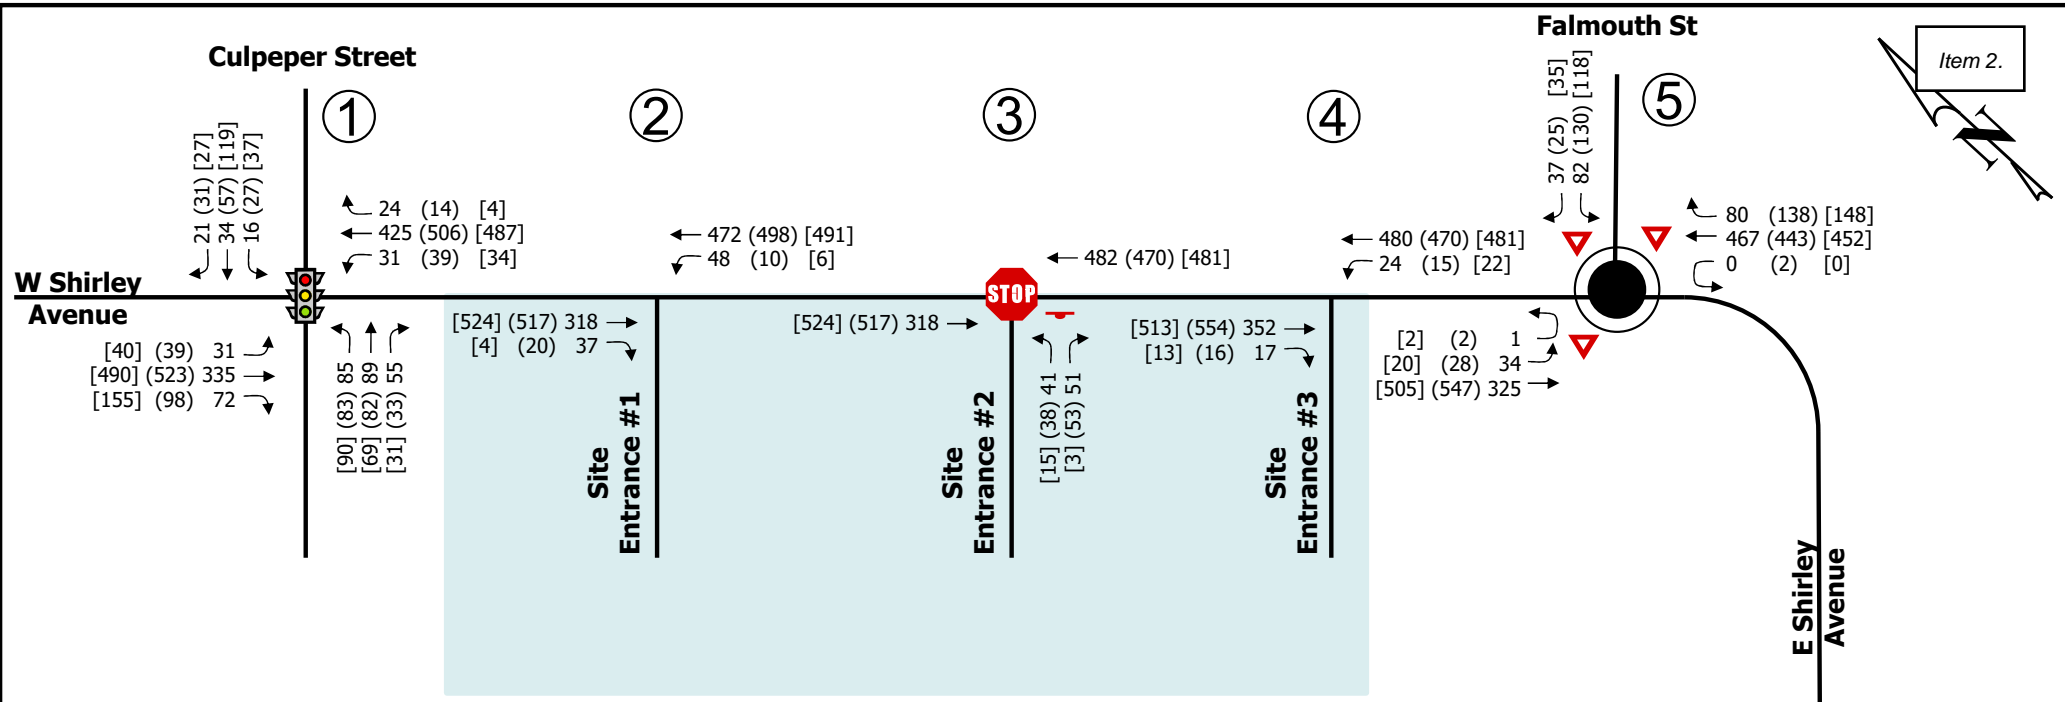 Falmouth St
Item 2.
Culpeper Street
1
2
3
4
5
21 (31) [27]
34 (57) [119]
16 (27) [37]
24 (14) [4]
425 (506) [487]
31 (39) [34]
472 (498) [491]
48 (10) [6]
482 (470) [481]
480 (470) [481]
24 (15) [22]
37 (25) [35]
82 (130) [118]
80 (138) [148]
467 (443) [452]
0 (2) [0]
W Shirley
Avenue
STOP
[40] (39) 31
[490] (523) 335
[155] (98) 72
[90] (83) 85
[69] (82) 89
[31] (33) 55
[524] (517) 318
[4] (20) 37
Site
Entrance #1
[524] (517) 318
Site
Entrance #2
[15] (38) 41
[3] (53) 51
[513] (554) 352
[13] (16) 17
Site
Entrance #3
[2] (2) 1
[20] (28) 34
[505] (547) 325
E Shirley
Avenue
N